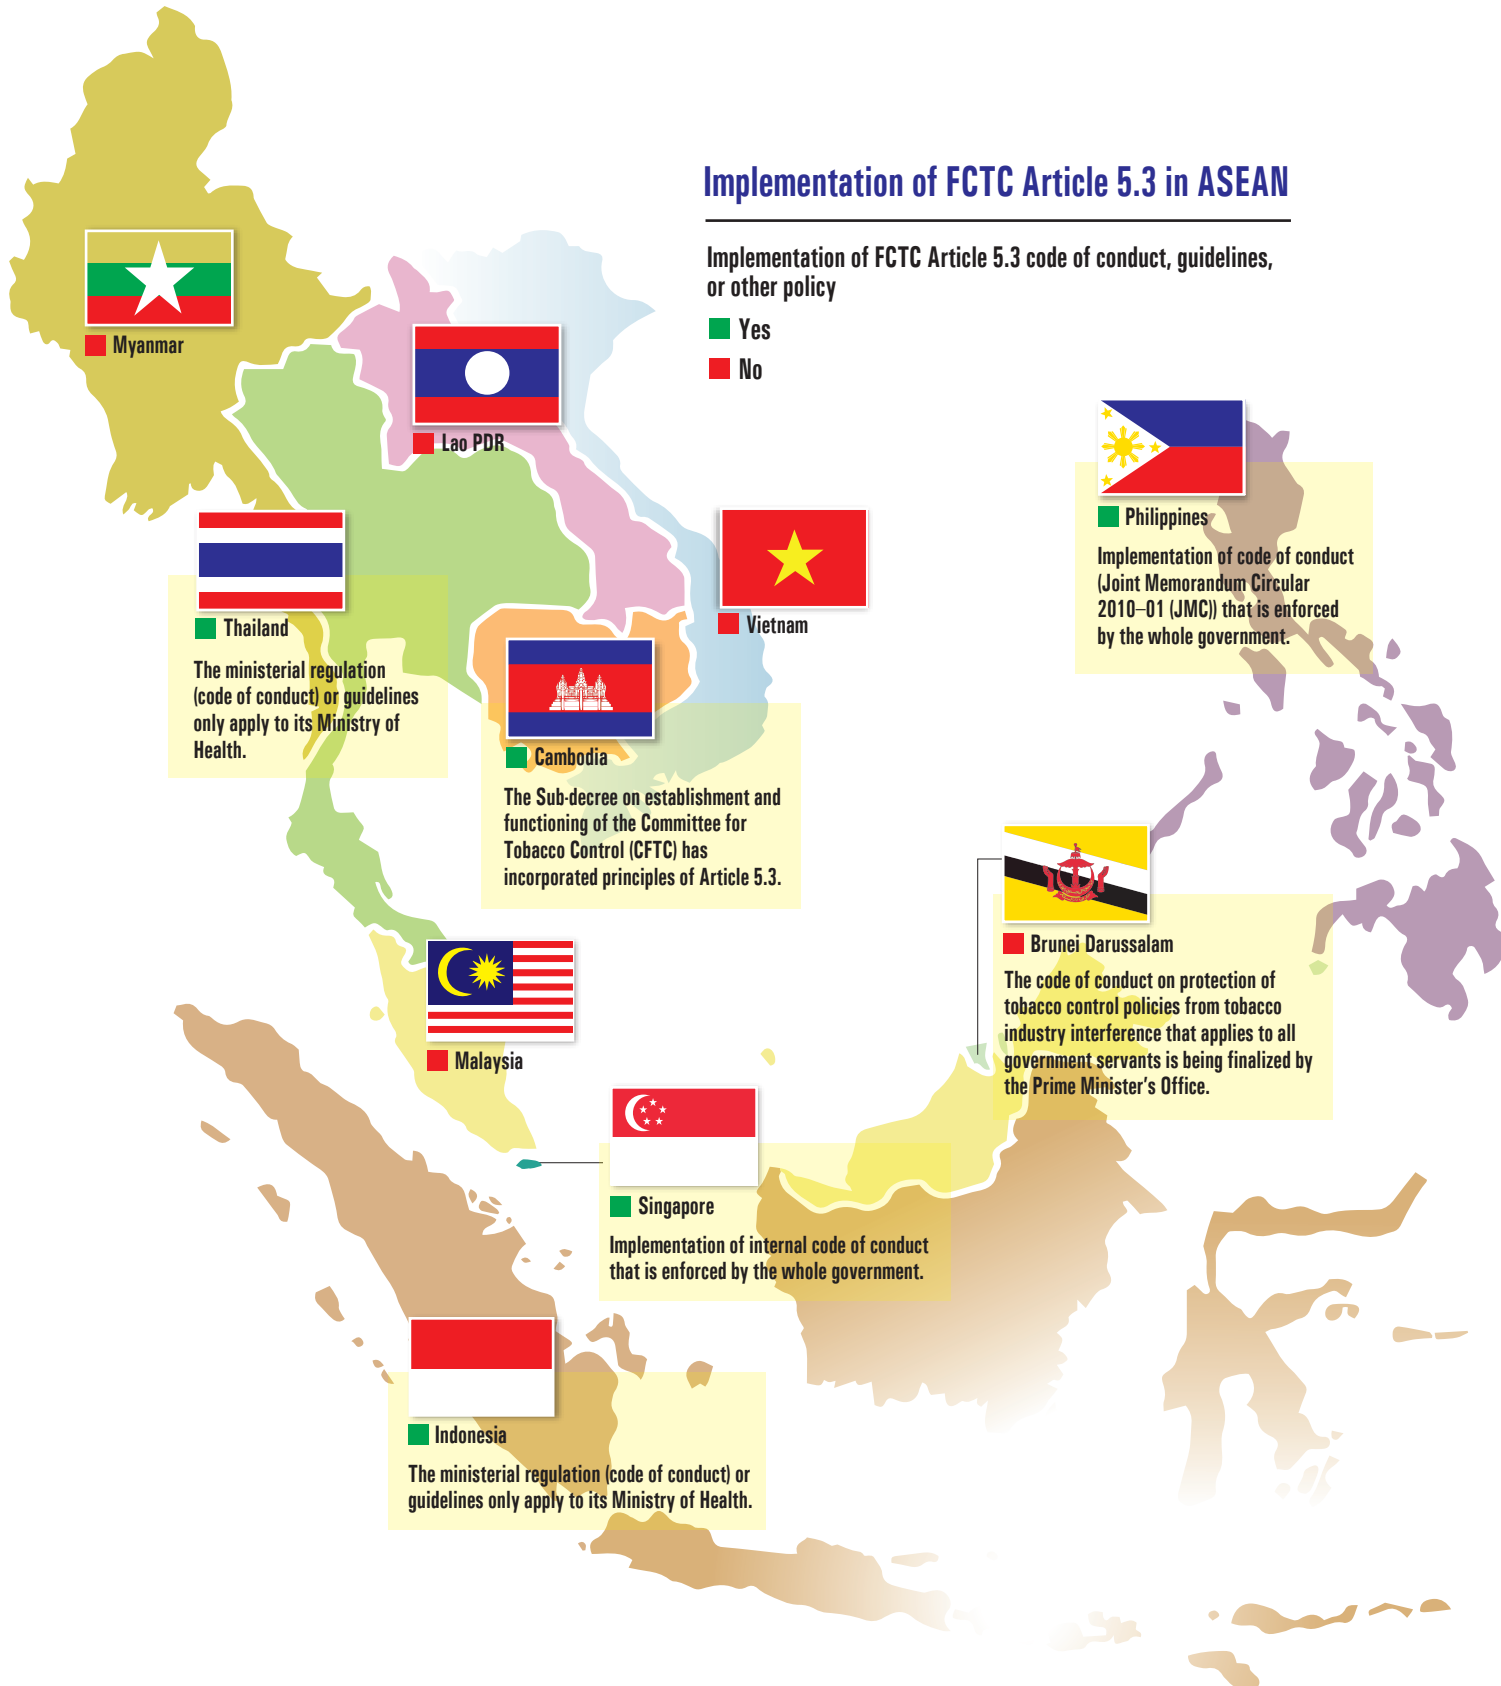 Implementation of FCTC Article 5.3 in ASEAN
Implementation of FCTC Article 5.3 code of conduct, guidelines,
or other policy
Yes
No
Myanmar
Lao PDR
Philippines
Implementation of code of conduct
(Joint Memorandum Circular
2010–01 (JMC)) that is enforced
by the whole government.
Thailand
The ministerial regulation
(code of conduct) or guidelines
only apply to its Ministry of
Health.
Vietnam
Cambodia
The Sub-decree on establishment and
functioning of the Committee for
Tobacco Control (CFTC) has
incorporated principles of Article 5.3.
Brunei Darussalam
The code of conduct on protection of
tobacco control policies from tobacco
industry interference that applies to all
government servants is being finalized by
the Prime Minister’s Office.
Malaysia
Singapore
Implementation of internal code of conduct
that is enforced by the whole government.
Indonesia
The ministerial regulation (code of conduct) or
guidelines only apply to its Ministry of Health.